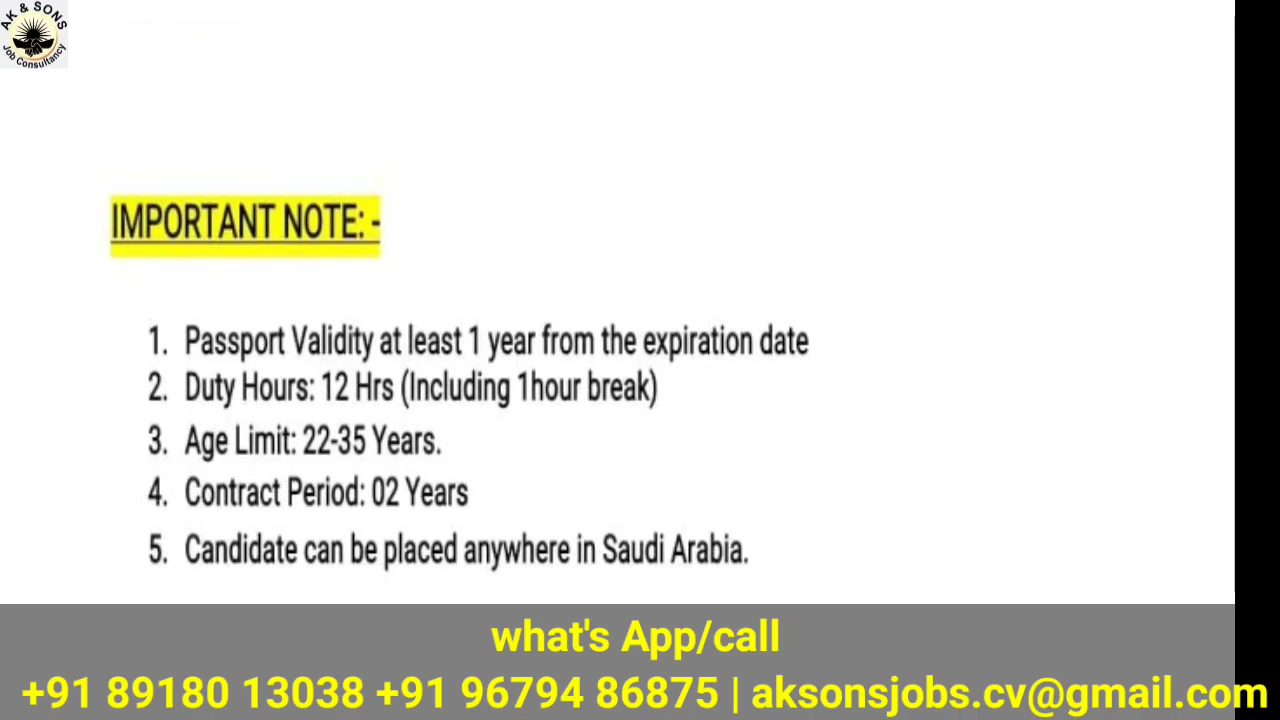 AK & SONS
Job Consultancy
IMPORTANT NOTE: -
1. Passport Validity at least 1 year from the expiration date
2. Duty Hours: 12 Hrs (Including 1hour break)
3. Age Limit: 22-35 Years.
4. Contract Period: 02 Years
5. Candidate can be placed anywhere in Saudi Arabia.
what's App/call
+91 89180 13038 +91 96794 86875 | aksonsjobs.cv@gmail.com